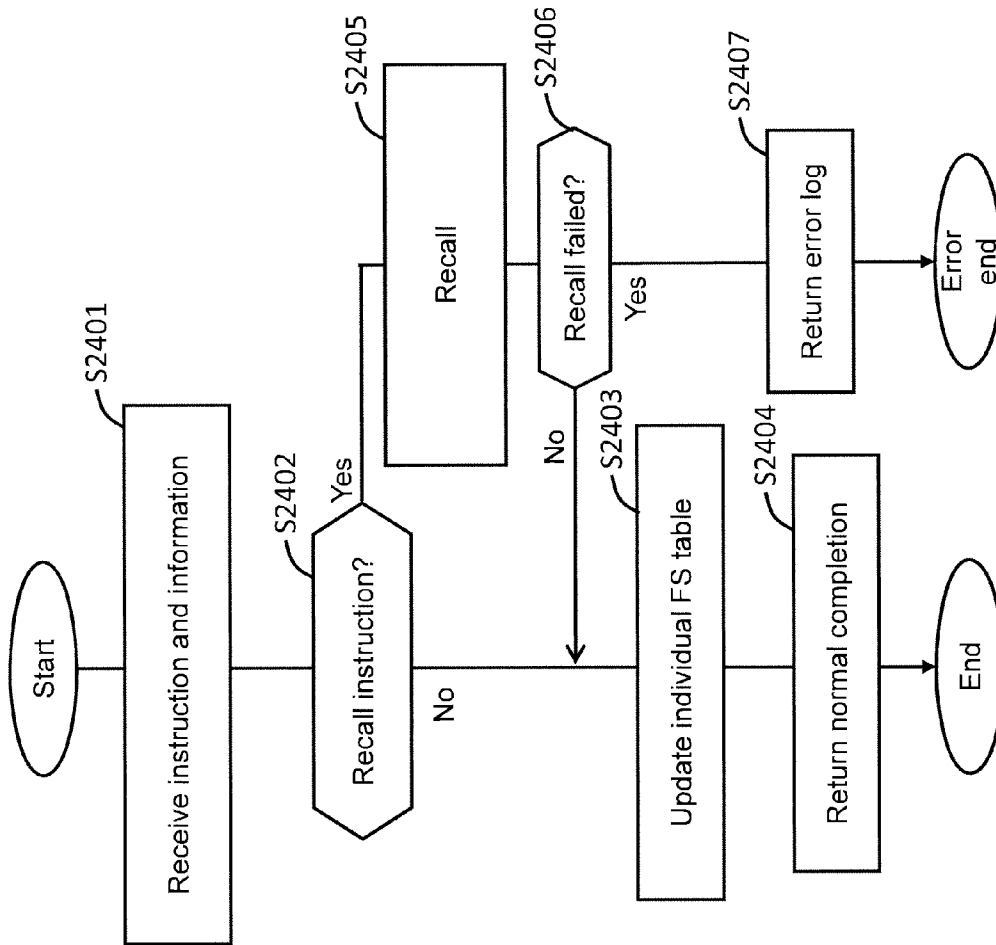 Start
S2401
Receive instruction and information
S2402
Recall instruction?
Yes
No
S2405
Recall
S2406
Recall failed?
No
Yes
S2403
Update individual FS table
S2407
Return error log
S2404
Return normal completion
End
Error
end